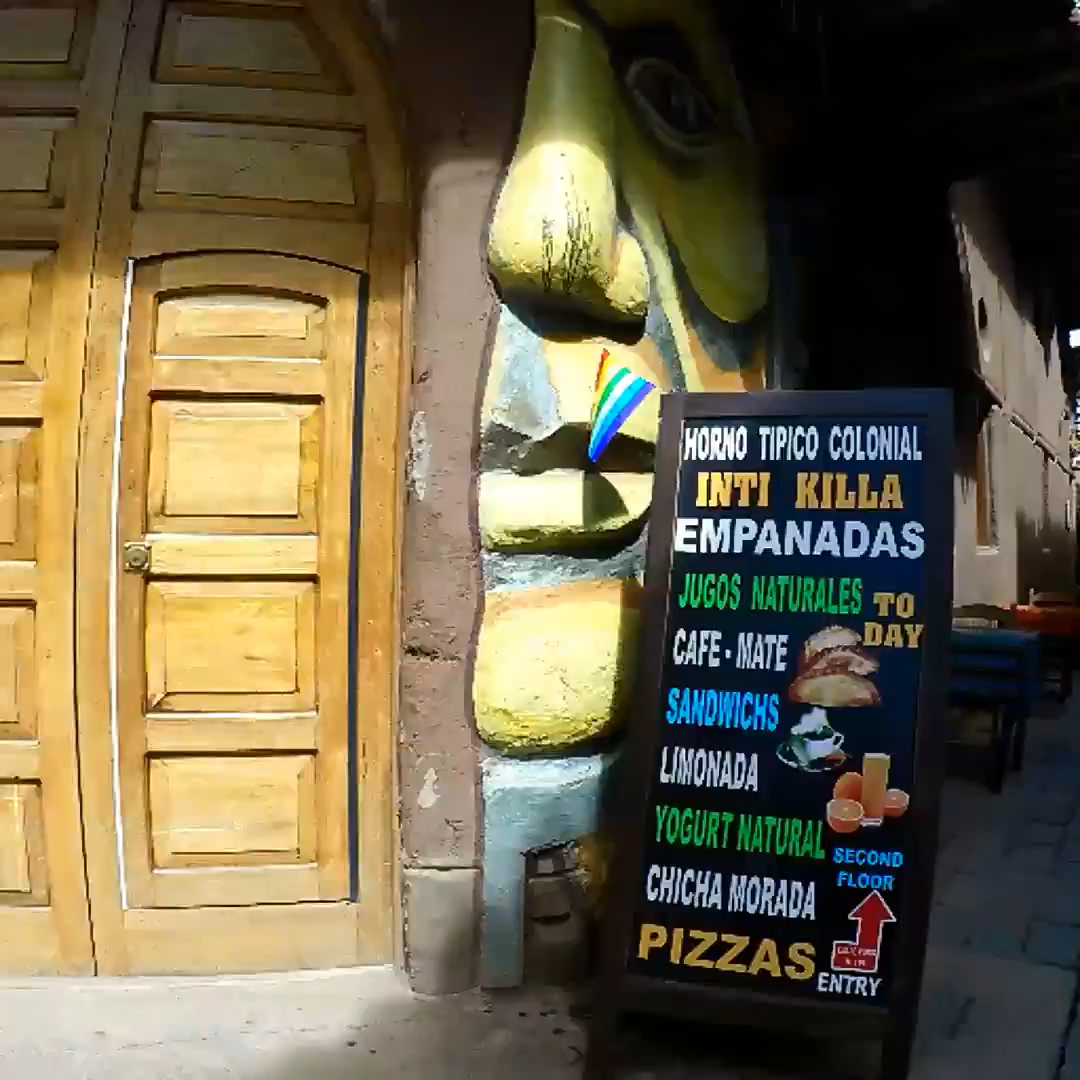 HORNO TIPICO COLONIAL
INTI KILLA
EMPANADAS
JUGOS NATURALES
TO
DAY
CAFE - MATE
SANDWICHS
LIMONADA
YOGURT NATURAL
SECOND
FLOOR
CHICHA MORADA
PIZZAS
ENTRY